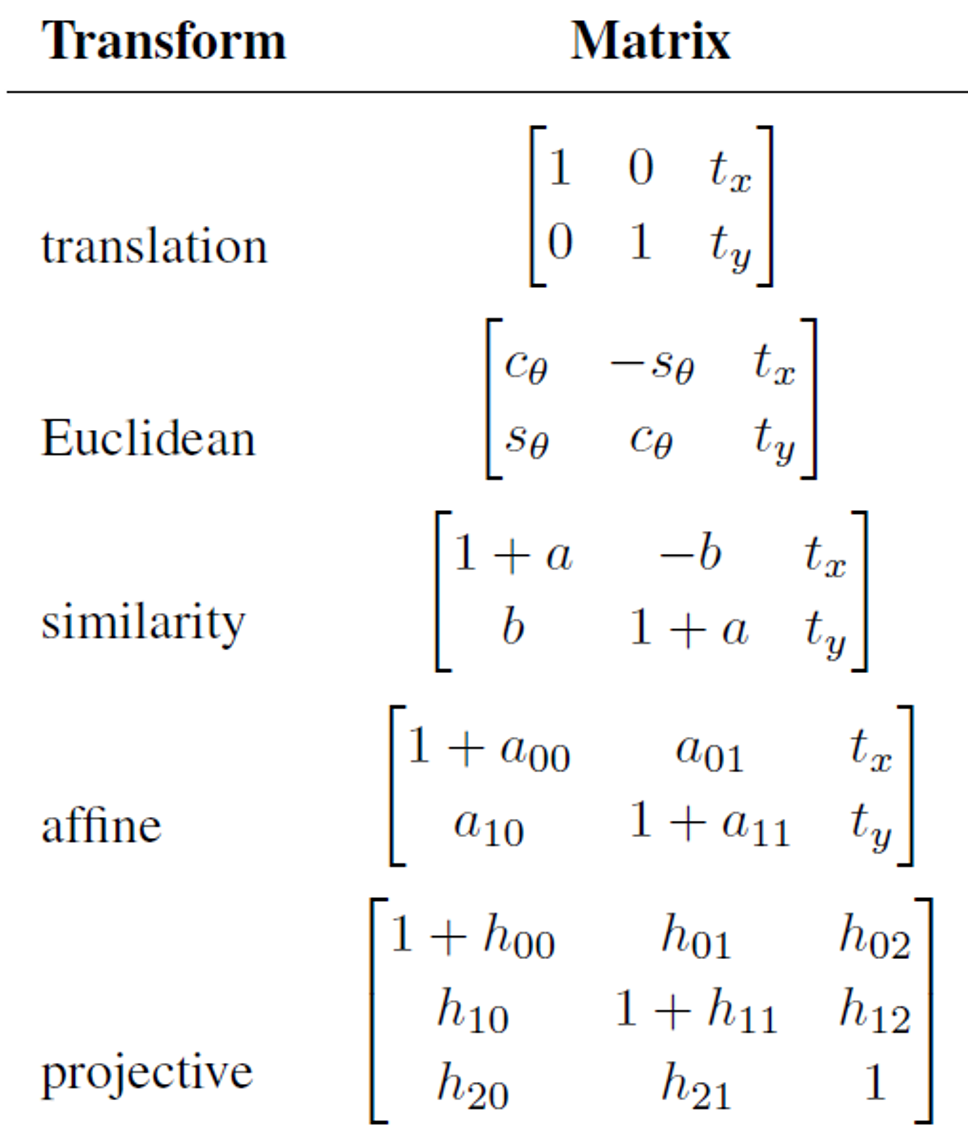 Transform Matrix
translation [1 0 t_x; 0 1 t_y]
Euclidean [c_θ −s_θ t_x; s_θ c_θ t_y]
similarity [1 + a −b t_x; b 1 + a t_y]
affine [1 + a_00 a_01 t_x; a_10 1 + a_11 t_y]
projective [1 + h_00 h_01 h_02; h_10 1 + h_11 h_12; h_20 h_21 1]